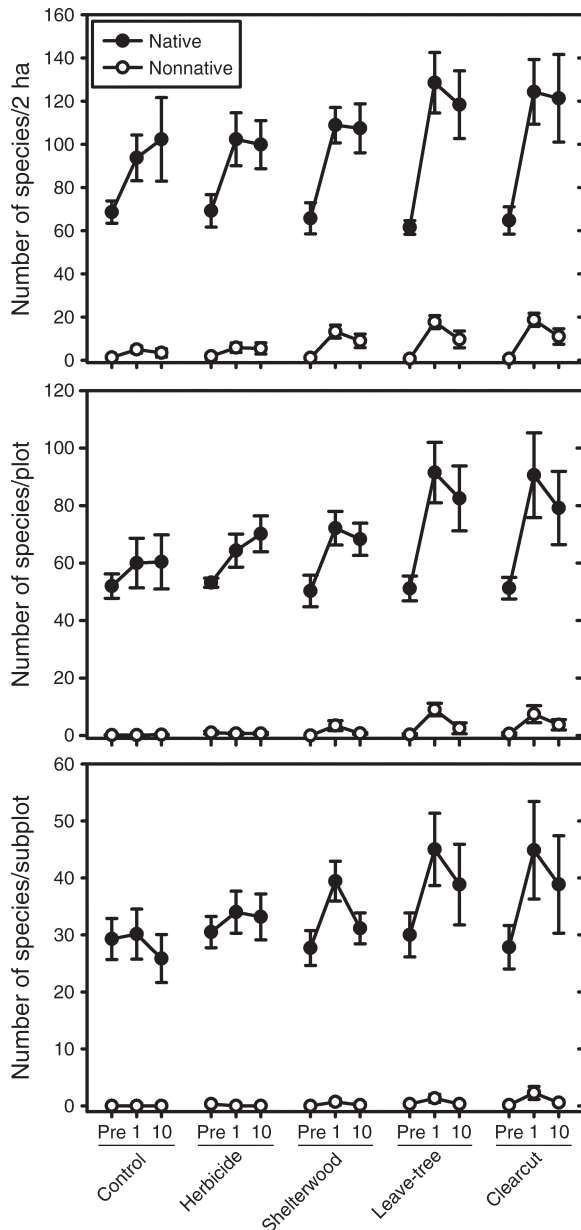 160
140
120
100
80
60
40
20
0
Number of species/2 ha
Native
Nonnative
120
100
80
60
40
20
0
Number of species/plot
60
50
40
30
20
10
0
Number of species/subplot
Pre 1 10 Pre 1 10 Pre 1 10 Pre 1 10 Pre 1 10
Control
Herbicide
Shelterwood
Leave-tree
Clearcut